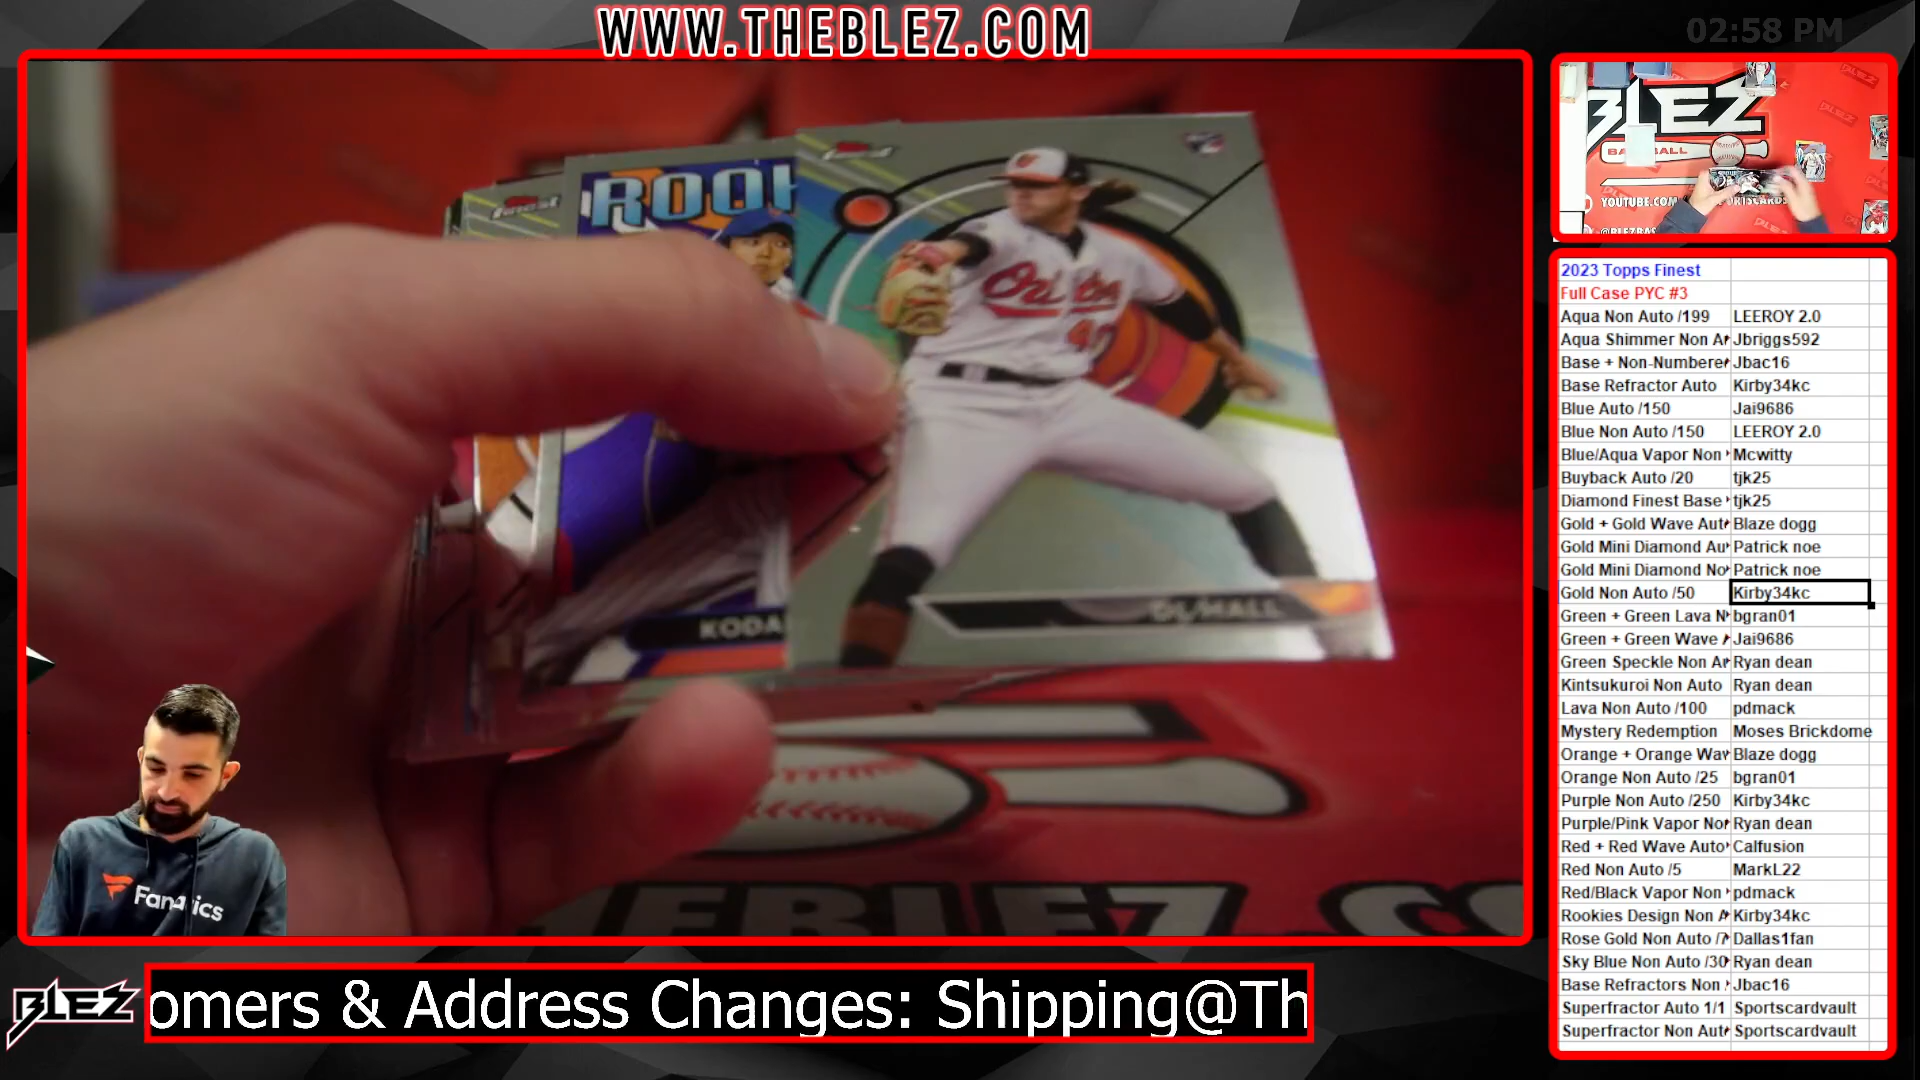 WWW.THEBLEZ.COM
02:58 PM
ROOK
Finest
Finest
Orioles
DL HALL
KODA
THEBLEZ.CO
Fanatics
BLEZ
BASEBALL
YOUTUBE.COM
2023 Topps Finest
Full Case PYC #3
Aqua Non Auto /199 LEEROY 2.0
Aqua Shimmer Non A Jbriggs592
Base + Non-Numbere Jbac16
Base Refractor Auto Kirby34kc
Blue Auto /150 Jai9686
Blue Non Auto /150 LEEROY 2.0
Blue/Aqua Vapor Non Mcwitty
Buyback Auto /20 tjk25
Diamond Finest Base tjk25
Gold + Gold Wave Aut Blaze dogg
Gold Mini Diamond Au Patrick noe
Gold Mini Diamond No Patrick noe
Gold Non Auto /50 Kirby34kc
Green + Green Lava N bgran01
Green + Green Wave A Jai9686
Green Speckle Non A Ryan dean
Kintsukuroi Non Auto Ryan dean
Lava Non Auto /100 pdmack
Mystery Redemption Moses Brickdome
Orange + Orange Wav Blaze dogg
Orange Non Auto /25 bgran01
Purple Non Auto /250 Kirby34kc
Purple/Pink Vapor No Ryan dean
Red + Red Wave Auto Calfusion
Red Non Auto /5 MarkL22
Red/Black Vapor Non pdmack
Rookies Design Non A Kirby34kc
Rose Gold Non Auto /7 Dallas1fan
Sky Blue Non Auto /30 Ryan dean
Base Refractors Non Jbac16
Superfractor Auto 1/1 Sportscardvault
Superfractor Non Aut Sportscardvault
BLEZ
omers & Address Changes: Shipping@Th